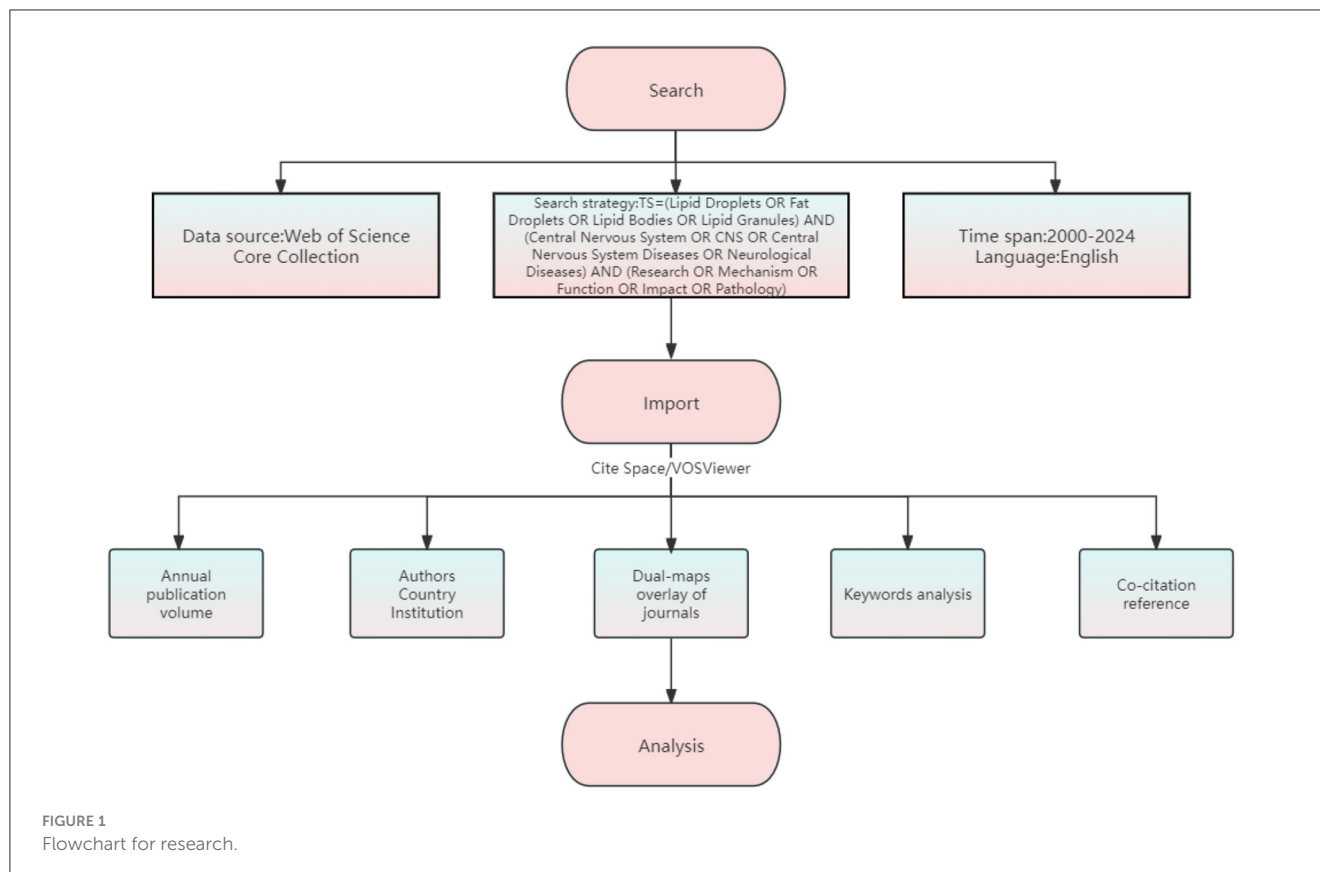 Search
Data source:Web of Science
Core Collection
Search strategy:TS=(Lipid Droplets OR Fat
Droplets OR Lipid Bodies OR Lipid Granules) AND
(Central Nervous System OR CNS OR Central
Nervous System Diseases OR Neurological
Diseases) AND (Research OR Mechanism OR
Function OR Impact OR Pathology)
Time span:2000-2024
Language:English
Import
Cite Space/VOSViewer
Annual
publication
volume
Authors
Country
Institution
Dual-maps
overlay of
journals
Keywords analysis
Co-citation
reference
Analysis
FIGURE 1
Flowchart for research.